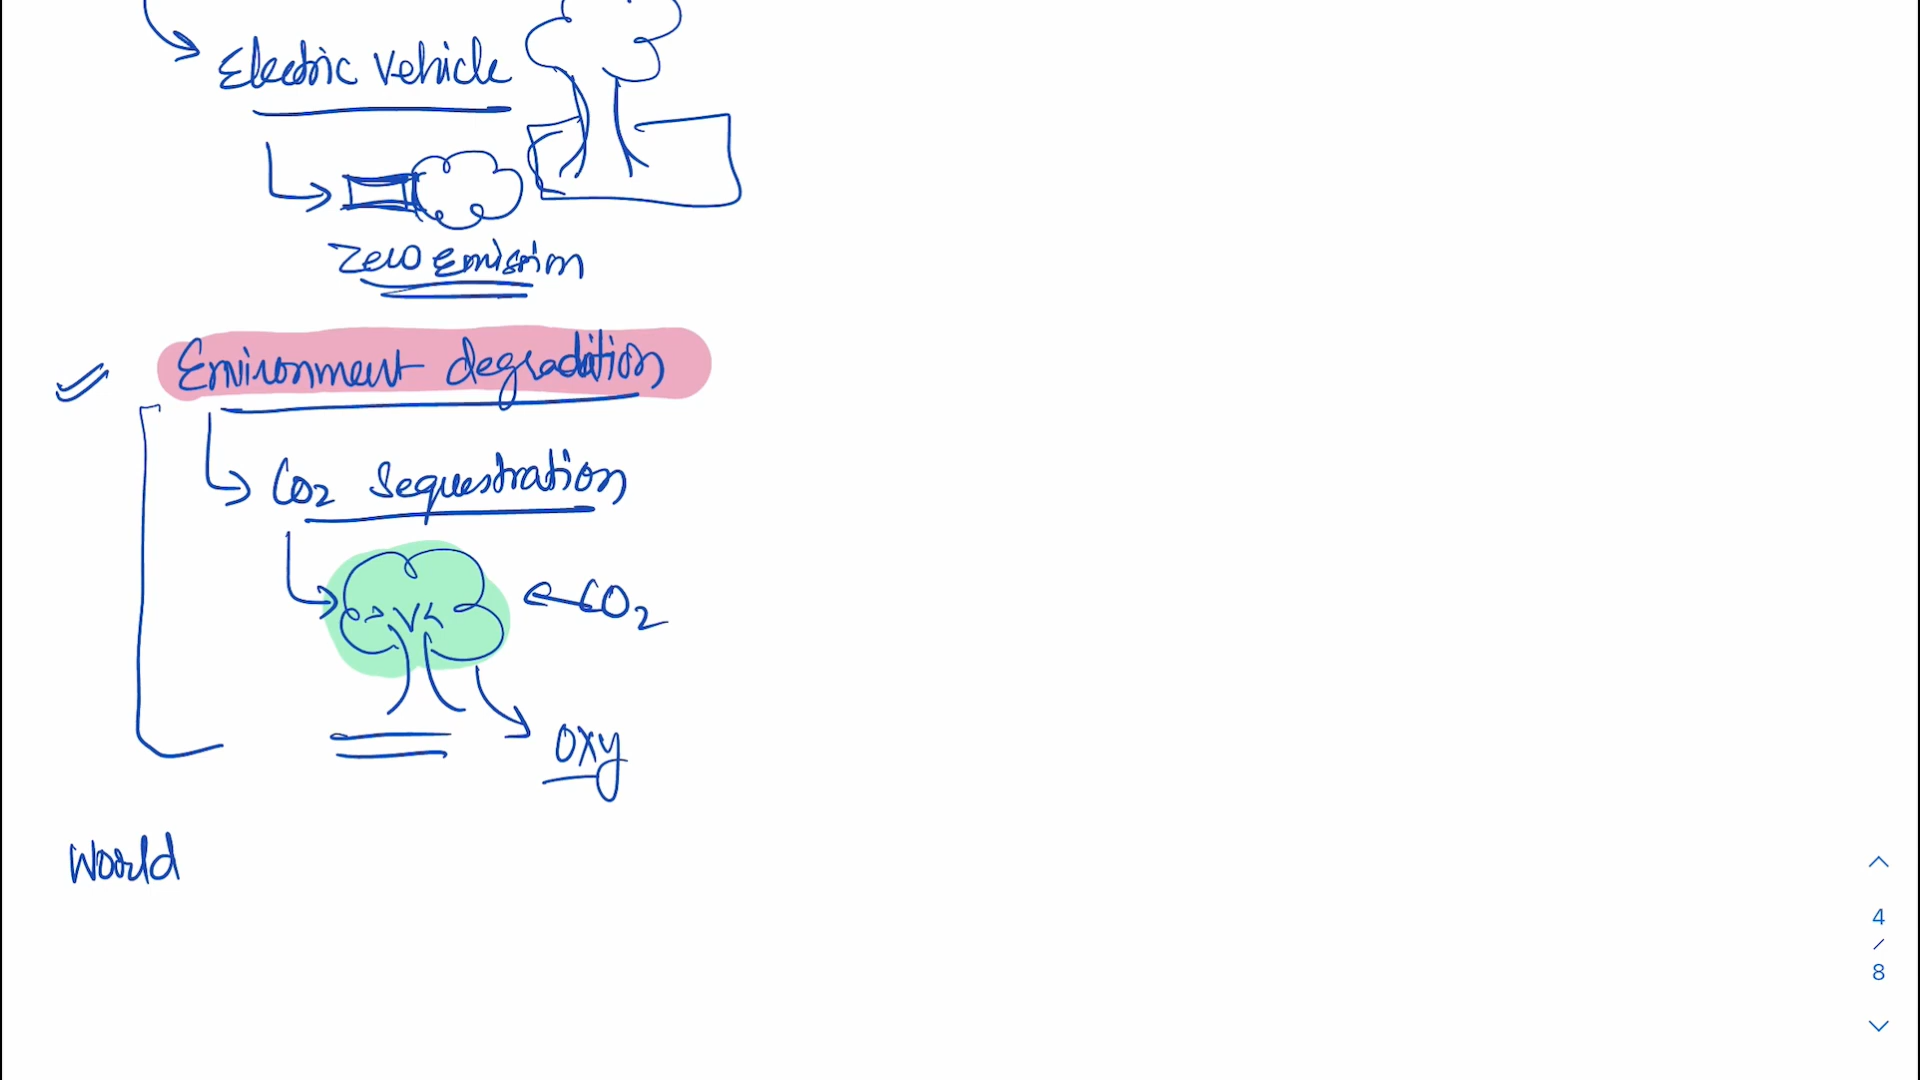 Electric Vehicle
Zero Emission
Environment degradation
CO2 Sequestration
CO2
OXY
World
4
/
8